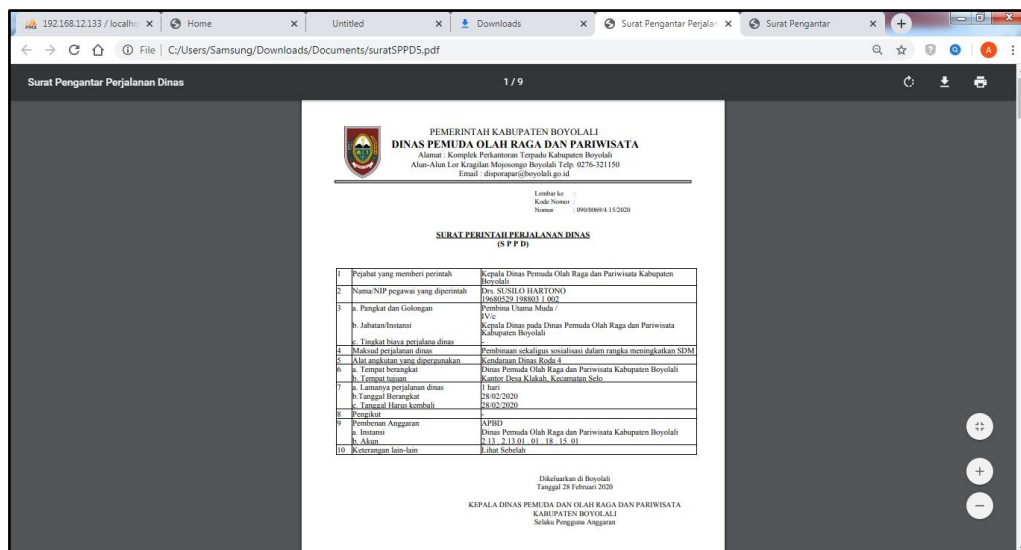 192.168.12.133 / localho
Home
Untitled
Downloads
Surat Pengantar Perjalan
Surat Pengantar
File C:/Users/Samsung/Downloads/Documents/suratSPPD5.pdf
A
Surat Pengantar Perjalanan Dinas
1 / 9
PEMERINTAH KABUPATEN BOYOLALI
DINAS PEMUDA OLAH RAGA DAN PARIWISATA
Alamat : Komplek Perkantoran Terpadu Kabupaten Boyolali
Alun-Alun Lor Kragilan Mojosongo Boyolali Telp. 0276-321150
Email : disporapar@boyolali.go.id
Lembar ke :
Kode Nomor :
Nomor : 090/0069/4.15/2020
SURAT PERINTAH PERJALANAN DINAS
(S P P D)
1 Pejabat yang memberi perintah Kepala Dinas Pemuda Olah Raga dan Pariwisata Kabupaten
Boyolali
2 Nama/NIP pegawai yang diperintah Drs. SUSILO HARTONO
19680529 198803 1 002
3 a. Pangkat dan Golongan Pembina Utama Muda /
IV/c
b. Jabatan/Instansi Kepala Dinas pada Dinas Pemuda Olah Raga dan Pariwisata
Kabupaten Boyolali
c. Tingkat biaya perjalana dinas -
4 Maksud perjalanan dinas Pembinaan sekaligus sosialisasi dalam rangka meningkatkan SDM
5 Alat angkutan yang dipergunakan Kendaraan Dinas Roda 4
6 a. Tempat berangkat Dinas Pemuda Olah Raga dan Pariwisata Kabupaten Boyolali
b. Tempat tujuan Kantor Desa Klakah, Kecamatan Selo
7 a. Lamanya perjalanan dinas 1 hari
b.Tanggal Berangkat 28/02/2020
c. Tanggal Harus kembali 28/02/2020
8 Pengikut -
9 Pembenan Anggaran APBD
a. Instansi Dinas Pemuda Olah Raga dan Pariwisata Kabupaten Boyolali
b. Akun 2.13 . 2.13.01 . 01 . 18 . 15. 01
10 Keterangan lain-lain Lihat Sebelah
Dikeluarkan di Boyolali
Tanggal 28 Februari 2020
KEPALA DINAS PEMUDA DAN OLAH RAGA DAN PARIWISATA
KABUPATEN BOYOLALI
Selaku Pengguna Anggaran